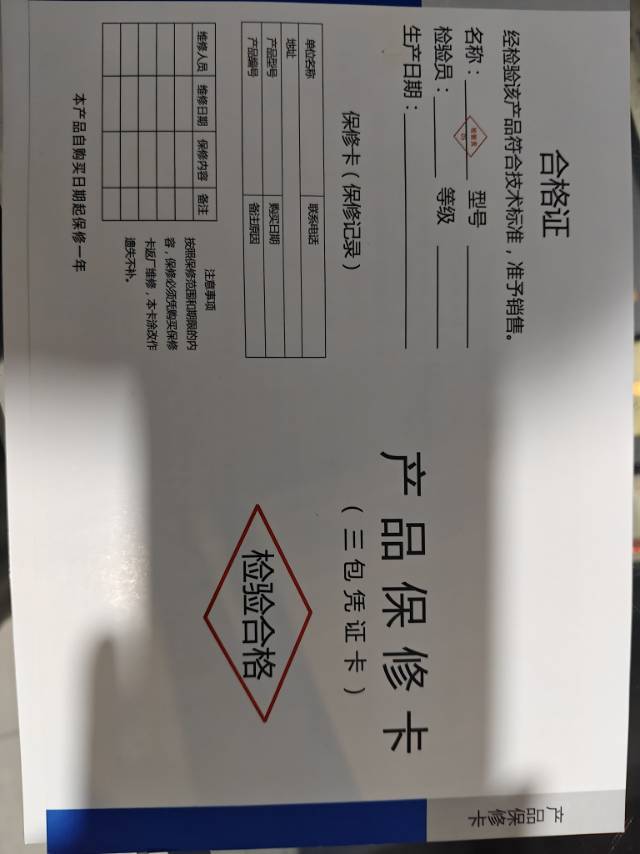 合格证
经检验该产品符合技术标准，准予销售。
名称： 型号
检验员： 等级
生产日期：
保修卡（保修记录）
单位名称 联系电话
地址
产品型号 购买日期
产品编号 备注原因
维修人员 维修日期 保修内容 备注
注意事项
按照保修范围和期限的内
容，保修必须凭购买保修
卡返厂维修，本卡涂改作
遗失不补。
本产品自购买日期起保修一年
产品保修卡
（三包凭证卡）
检验合格
产品
保修卡